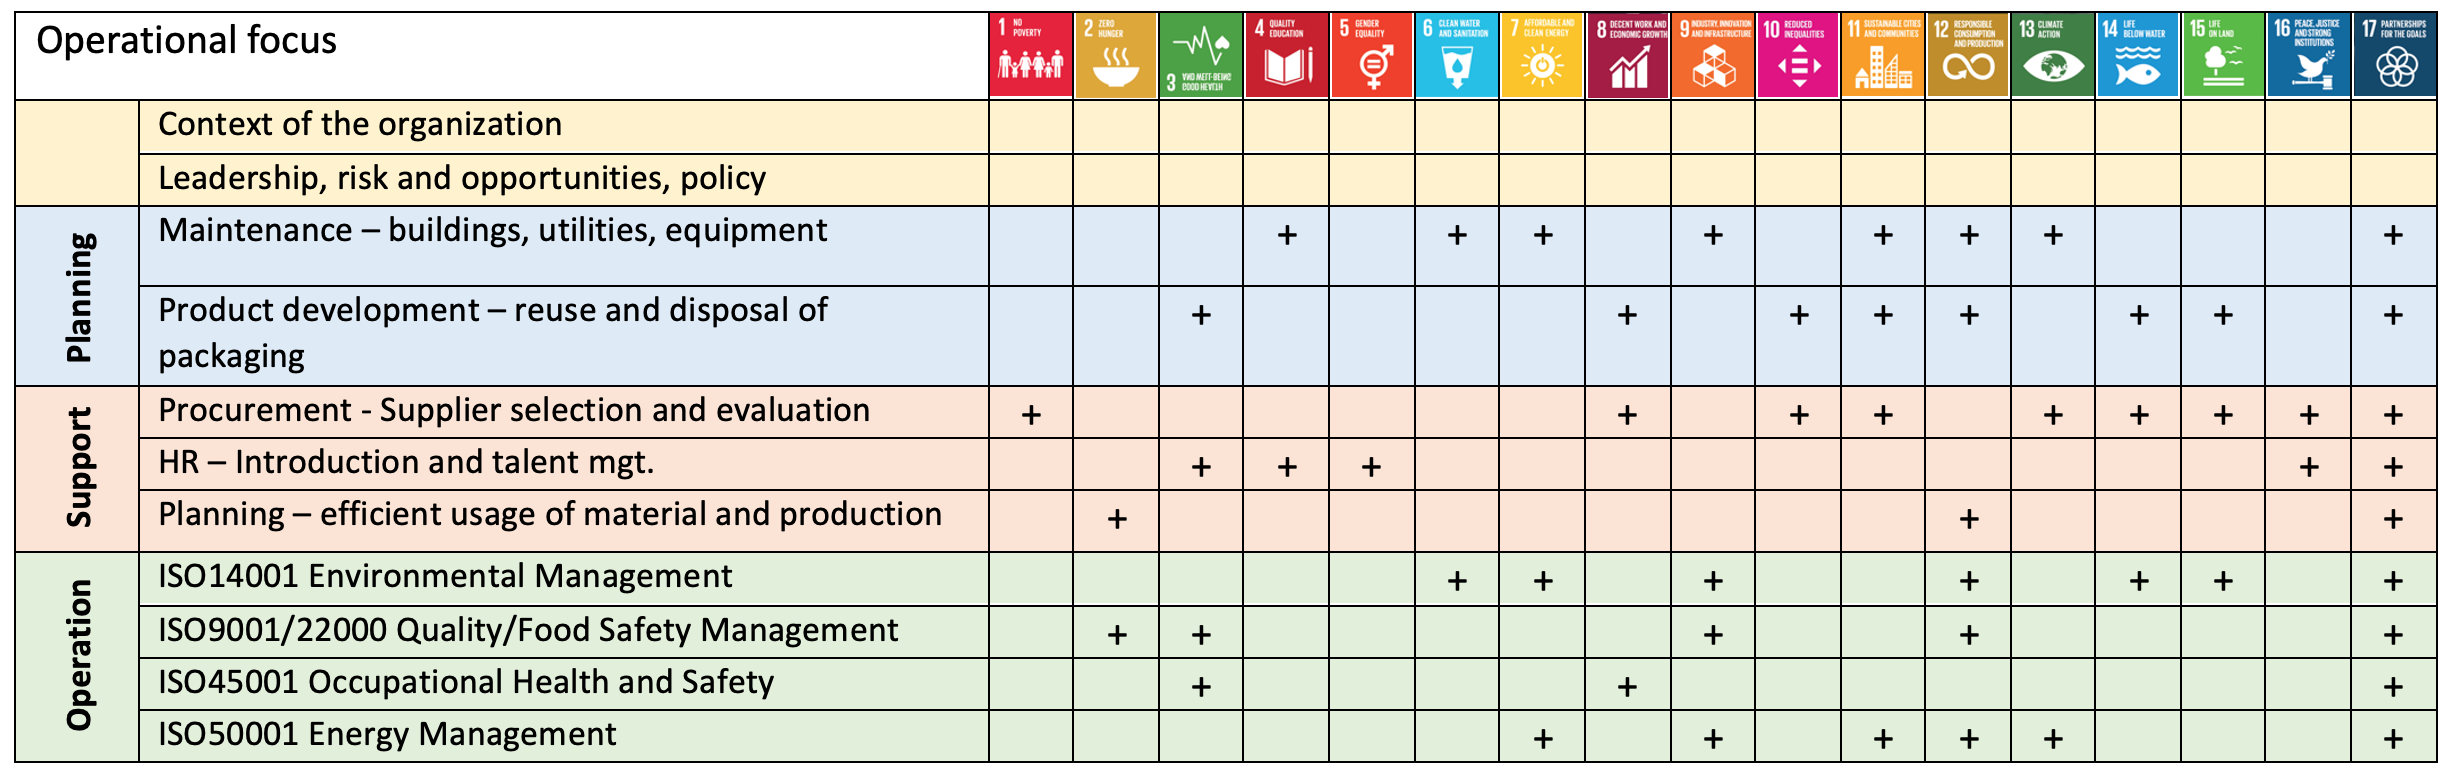 Operational focus
1 NO POVERTY
2 ZERO HUNGER
3 GOOD HEALTH AND WELL-BEING
4 QUALITY EDUCATION
5 GENDER EQUALITY
6 CLEAN WATER AND SANITATION
7 AFFORDABLE AND CLEAN ENERGY
8 DECENT WORK AND ECONOMIC GROWTH
9 INDUSTRY, INNOVATION AND INFRASTRUCTURE
10 REDUCED INEQUALITIES
11 SUSTAINABLE CITIES AND COMMUNITIES
12 RESPONSIBLE CONSUMPTION AND PRODUCTION
13 CLIMATE ACTION
14 LIFE BELOW WATER
15 LIFE ON LAND
16 PEACE, JUSTICE AND STRONG INSTITUTIONS
17 PARTNERSHIPS FOR THE GOALS
Context of the organization
Leadership, risk and opportunities, policy
Planning
Maintenance – buildings, utilities, equipment + + + + + + + +
Product development – reuse and disposal of
packaging + + + + + + + +
Support
Procurement - Supplier selection and evaluation + + + + + + + + +
HR – Introduction and talent mgt. + + + + +
Planning – efficient usage of material and production + + +
Operation
ISO14001 Environmental Management + + + + + + +
ISO9001/22000 Quality/Food Safety Management + + + + +
ISO45001 Occupational Health and Safety + + +
ISO50001 Energy Management + + + + + +